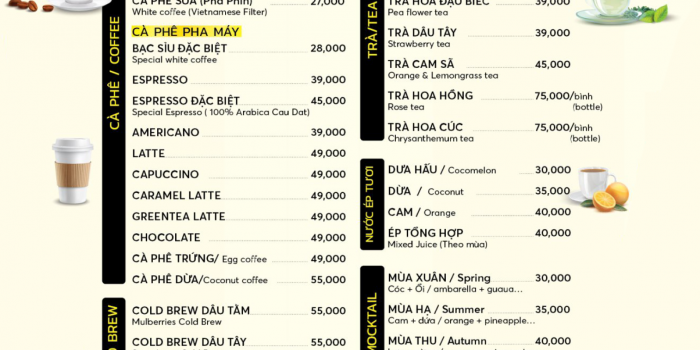 CÀ PHÊ / COFFEE
CÀ PHÊ SỮA (Pha Phin) 27,000
White coffee (Vietnamese Filter)
CÀ PHÊ PHA MÁY
BẠC SỈU ĐẶC BIỆT 28,000
Special white coffee
ESPRESSO 39,000
ESPRESSO ĐẶC BIỆT 45,000
Special Espresso ( 100% Arabica Cau Dat)
AMERICANO 39,000
LATTE 49,000
CAPUCCINO 49,000
CARAMEL LATTE 49,000
GREENTEA LATTE 49,000
CHOCOLATE 49,000
CÀ PHÊ TRỨNG/ Egg coffee 49,000
CÀ PHÊ DỪA/Coconut coffee 55,000
BREW
COLD BREW DÂU TẰM 55,000
Mulberries Cold Brew
COLD BREW DÂU TÂY 55,000
TRÀ/TEA
TRÀ HOA ĐẬU BIẾC 39,000
Pea flower tea
TRÀ DÂU TÂY 39,000
Strawberry tea
TRÀ CAM SẢ 45,000
Orange & Lemongrass tea
TRÀ HOA HỒNG 75,000/bình
Rose tea (bottle)
TRÀ HOA CÚC 75,000/bình
Chrysanthemum tea (bottle)
NƯỚC ÉP TƯƠI
DƯA HẤU / Cocomelon 30,000
DỪA / Coconut 35,000
CAM / Orange 40,000
ÉP TỔNG HỢP 40,000
Mixed Juice (Theo mùa)
MOCKTAIL
MÙA XUÂN / Spring 30,000
Cóc + Ổi / ambarella + guaua...
MÙA HẠ / Summer 35,000
Cam + dứa / orange + pineapple...
MÙA THU / Autumn 40,000